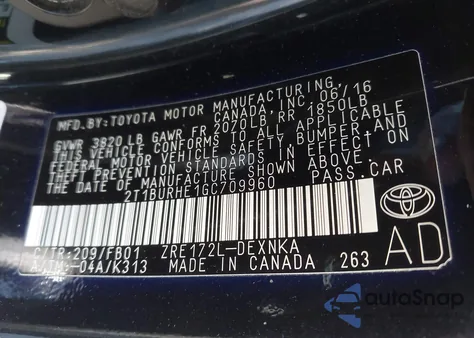 MFD.BY:TOYOTA MOTOR MANUFACTURING
CANADA, INC. 06/16
GVWR 3820LB GAWR FR 2070LB RR 1850LB
THIS VEHICLE CONFORMS TO ALL APPLICABLE
FEDERAL MOTOR VEHICLE SAFETY, BUMPER, AND
THEFT PREVENTION STANDARDS IN EFFECT
ON THE DATE OF MANUFACTURE SHOWN ABOVE.
2T1BURHE1GC709960 PASS.CAR
C/TR:209/FB01 ZRE172L-DEXNKA
A/TM:-04A/K313 MADE IN CANADA 263
AD
autoSnap